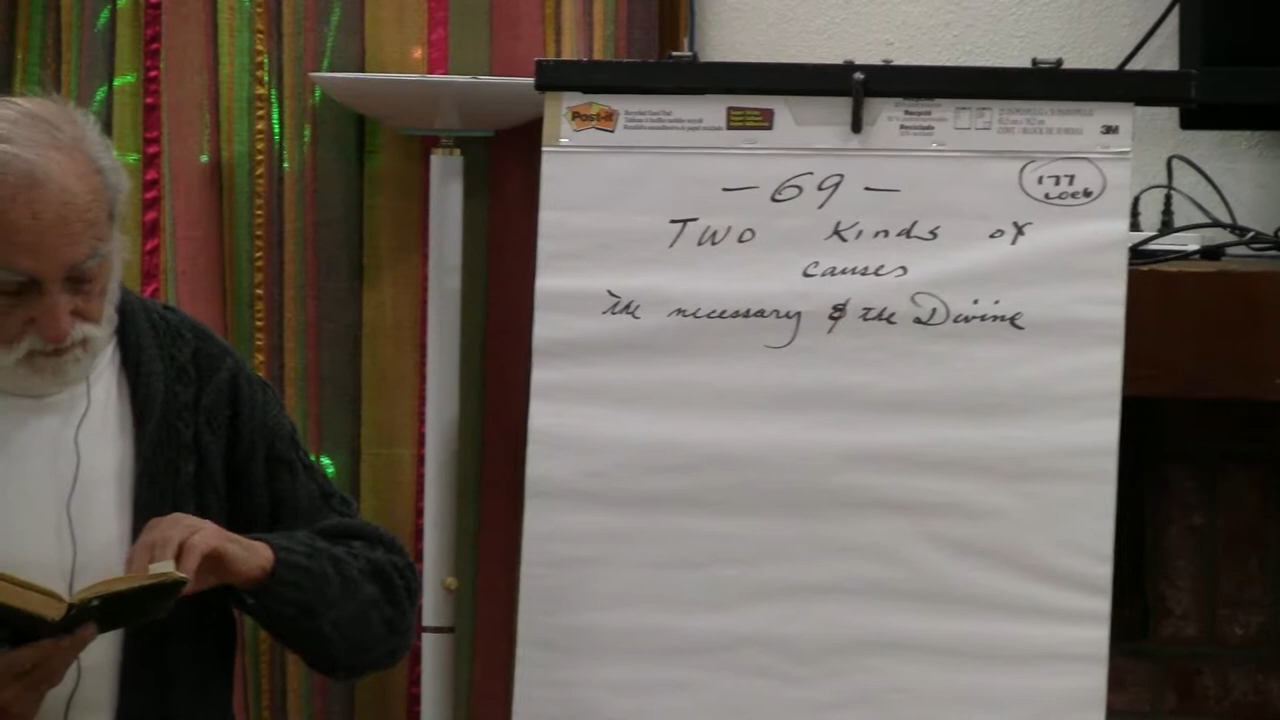 Post-it
3M
— 69 —
177
Loeb
Two Kinds of
causes
the necessary & the Divine